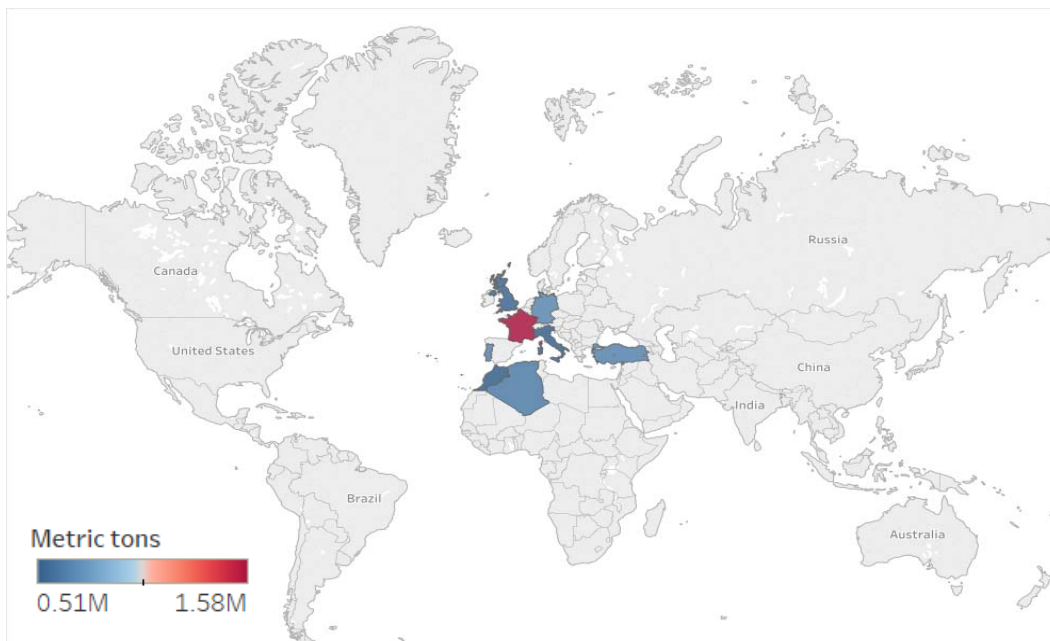 Russia
Canada
United States
China
India
Brazil
Australia
Metric tons
0.51M 1.58M